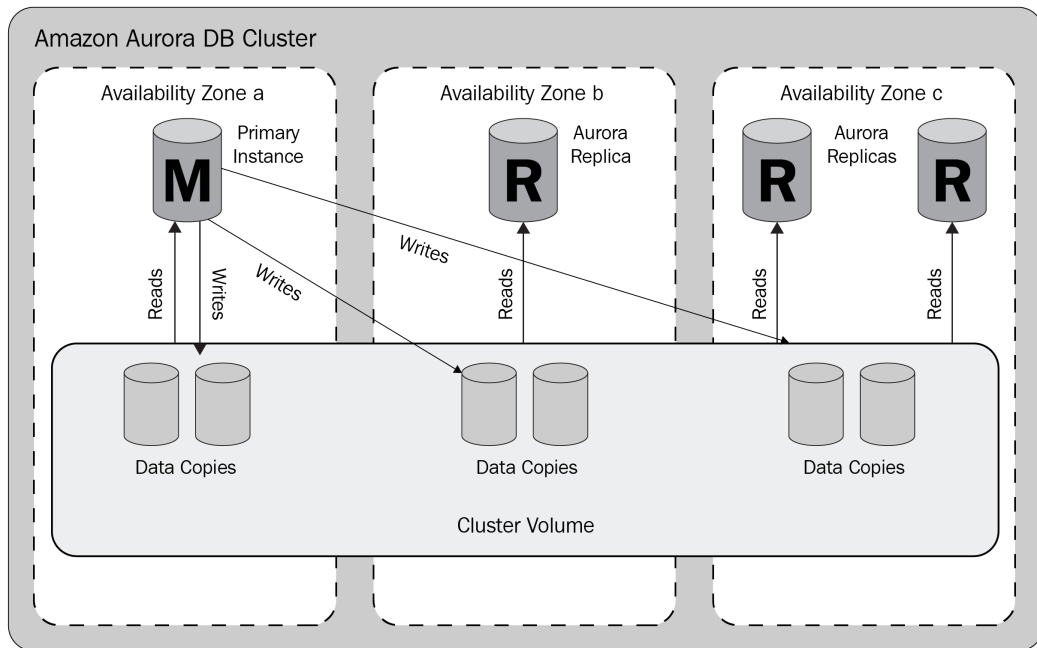 Amazon Aurora DB Cluster
Availability Zone a
Availability Zone b
Availability Zone c
M
Primary
Instance
R
Aurora
Replica
R
Aurora
Replicas
R
Reads
Writes
Writes
Writes
Reads
Reads
Reads
Data Copies
Data Copies
Data Copies
Cluster Volume